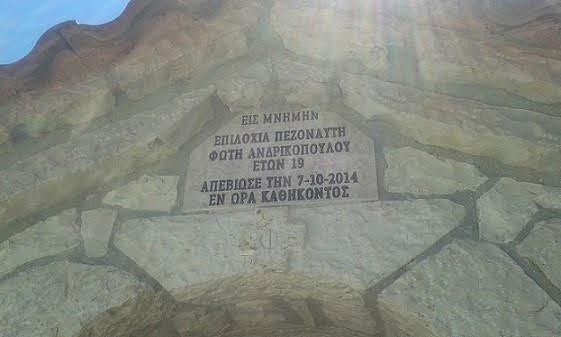 ΕΙΣ ΜΝΗΜΗΝ
ΕΠΙΛΟΧΙΑ ΠΕΖΟΝΑΥΤΗ
ΦΩΤΗ ΑΝΔΡΙΚΟΠΟΥΛΟΥ
ΕΤΩΝ 19
ΑΠΕΒΙΩΣΕ ΤΗΝ 7-10-2014
ΕΝ ΩΡΑ ΚΑΘΗΚΟΝΤΟΣ